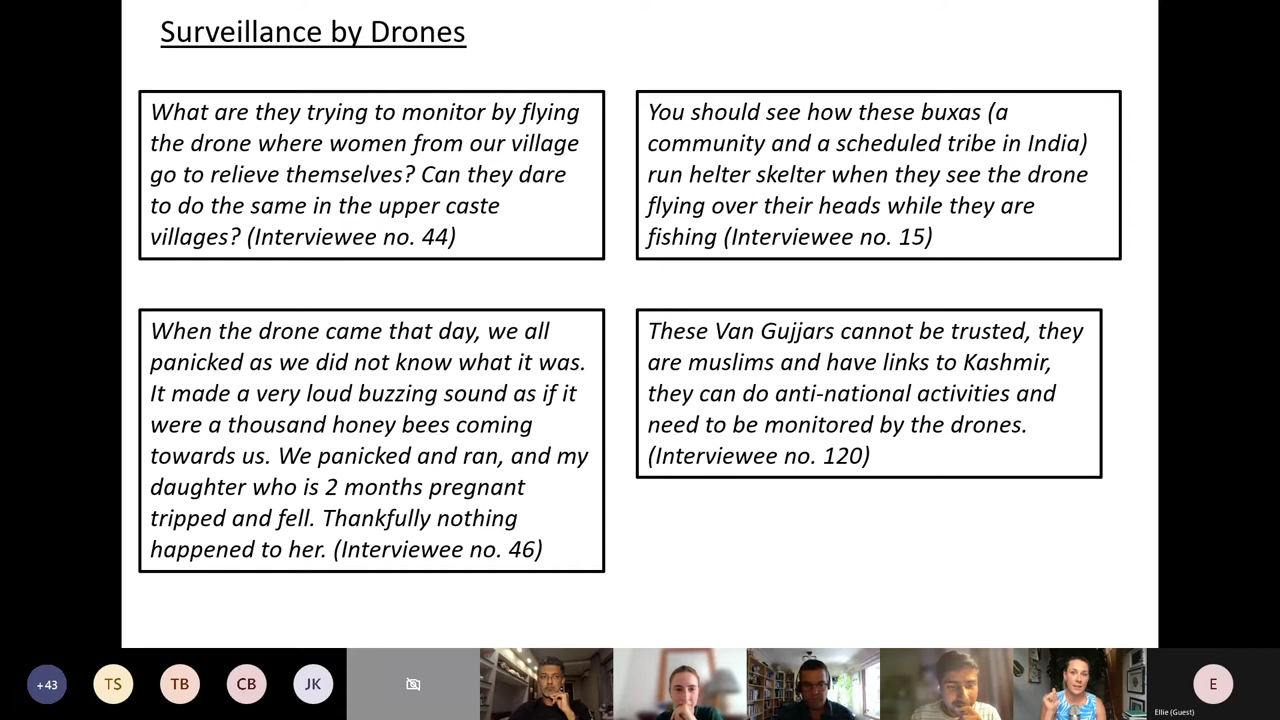 Surveillance by Drones
What are they trying to monitor by flying
the drone where women from our village
go to relieve themselves? Can they dare
to do the same in the upper caste
villages? (Interviewee no. 44)
You should see how these buxas (a
community and a scheduled tribe in India)
run helter skelter when they see the drone
flying over their heads while they are
fishing (Interviewee no. 15)
When the drone came that day, we all
panicked as we did not know what it was.
It made a very loud buzzing sound as if it
were a thousand honey bees coming
towards us. We panicked and ran, and my
daughter who is 2 months pregnant
tripped and fell. Thankfully nothing
happened to her. (Interviewee no. 46)
These Van Gujjars cannot be trusted, they
are muslims and have links to Kashmir,
they can do anti-national activities and
need to be monitored by the drones.
(Interviewee no. 120)
+43
TS
TB
CB
JK
E
Ellie (Guest)